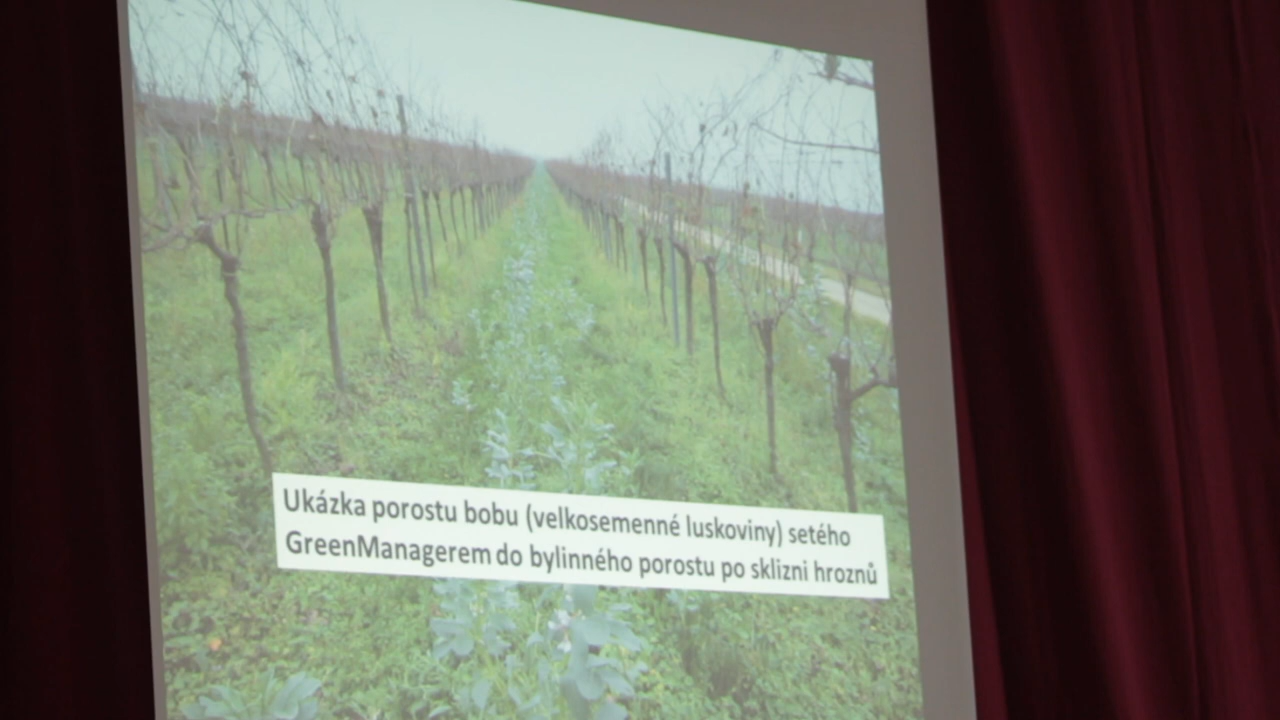 Ukázka porostu bobu (velkosemenné luskoviny) setého
GreenManagerem do bylinného porostu po sklizni hroznů